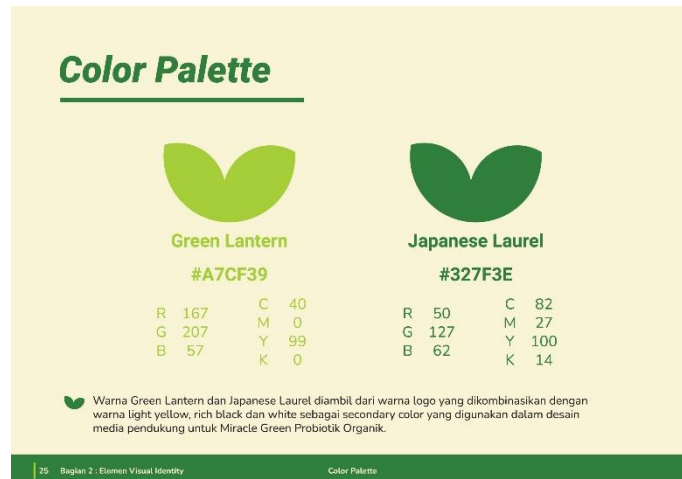 Color Palette
Green Lantern
#A7CF39
R 167
G 207
B 57
C 40
M 0
Y 99
K 0
Japanese Laurel
#327F3E
R 50
G 127
B 62
C 82
M 27
Y 100
K 14
Warna Green Lantern dan Japanese Laurel diambil dari warna logo yang dikombinasikan dengan
warna light yellow, rich black dan white sebagai secondary color yang digunakan dalam desain
media pendukung untuk Miracle Green Probiotik Organik.
25 Bagian 2 : Elemen Visual Identity Color Palette